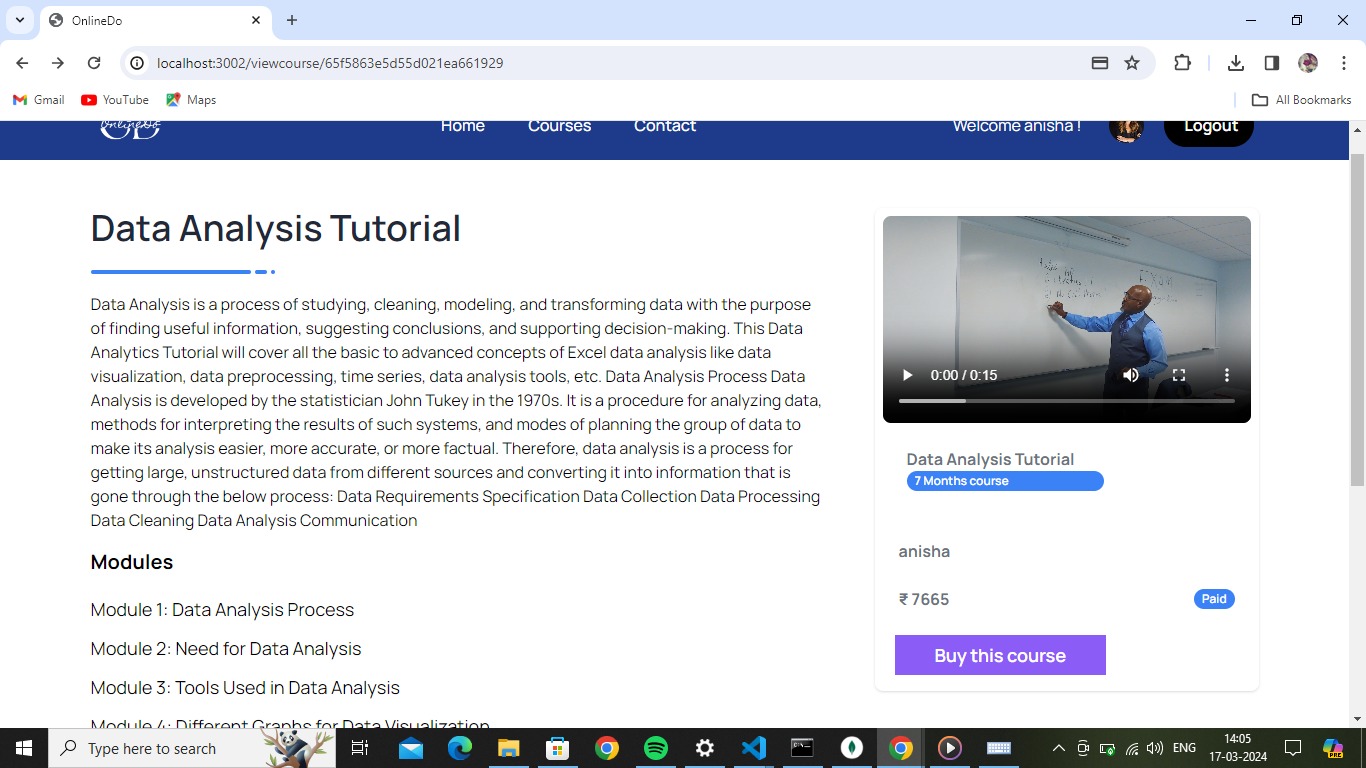 OnlineDo
localhost:3002/viewcourse/65f5863e5d55d021ea661929
Gmail YouTube Maps All Bookmarks
OnlineDo Home Courses Contact Welcome anisha ! Logout
Data Analysis Tutorial
Data Analysis is a process of studying, cleaning, modeling, and transforming data with the purpose
of finding useful information, suggesting conclusions, and supporting decision-making. This Data
Analytics Tutorial will cover all the basic to advanced concepts of Excel data analysis like data
visualization, data preprocessing, time series, data analysis tools, etc. Data Analysis Process Data
Analysis is developed by the statistician John Tukey in the 1970s. It is a procedure for analyzing data,
methods for interpreting the results of such systems, and modes of planning the group of data to
make its analysis easier, more accurate, or more factual. Therefore, data analysis is a process for
getting large, unstructured data from different sources and converting it into information that is
gone through the below process: Data Requirements Specification Data Collection Data Processing
Data Cleaning Data Analysis Communication
Modules
Module 1: Data Analysis Process
Module 2: Need for Data Analysis
Module 3: Tools Used in Data Analysis
Module 4: Different Graphs for Data Visualization
0:00 / 0:15
Data Analysis Tutorial
7 Months course
anisha
₹ 7665 Paid
Buy this course
Type here to search
ENG
14:05
17-03-2024
PRE